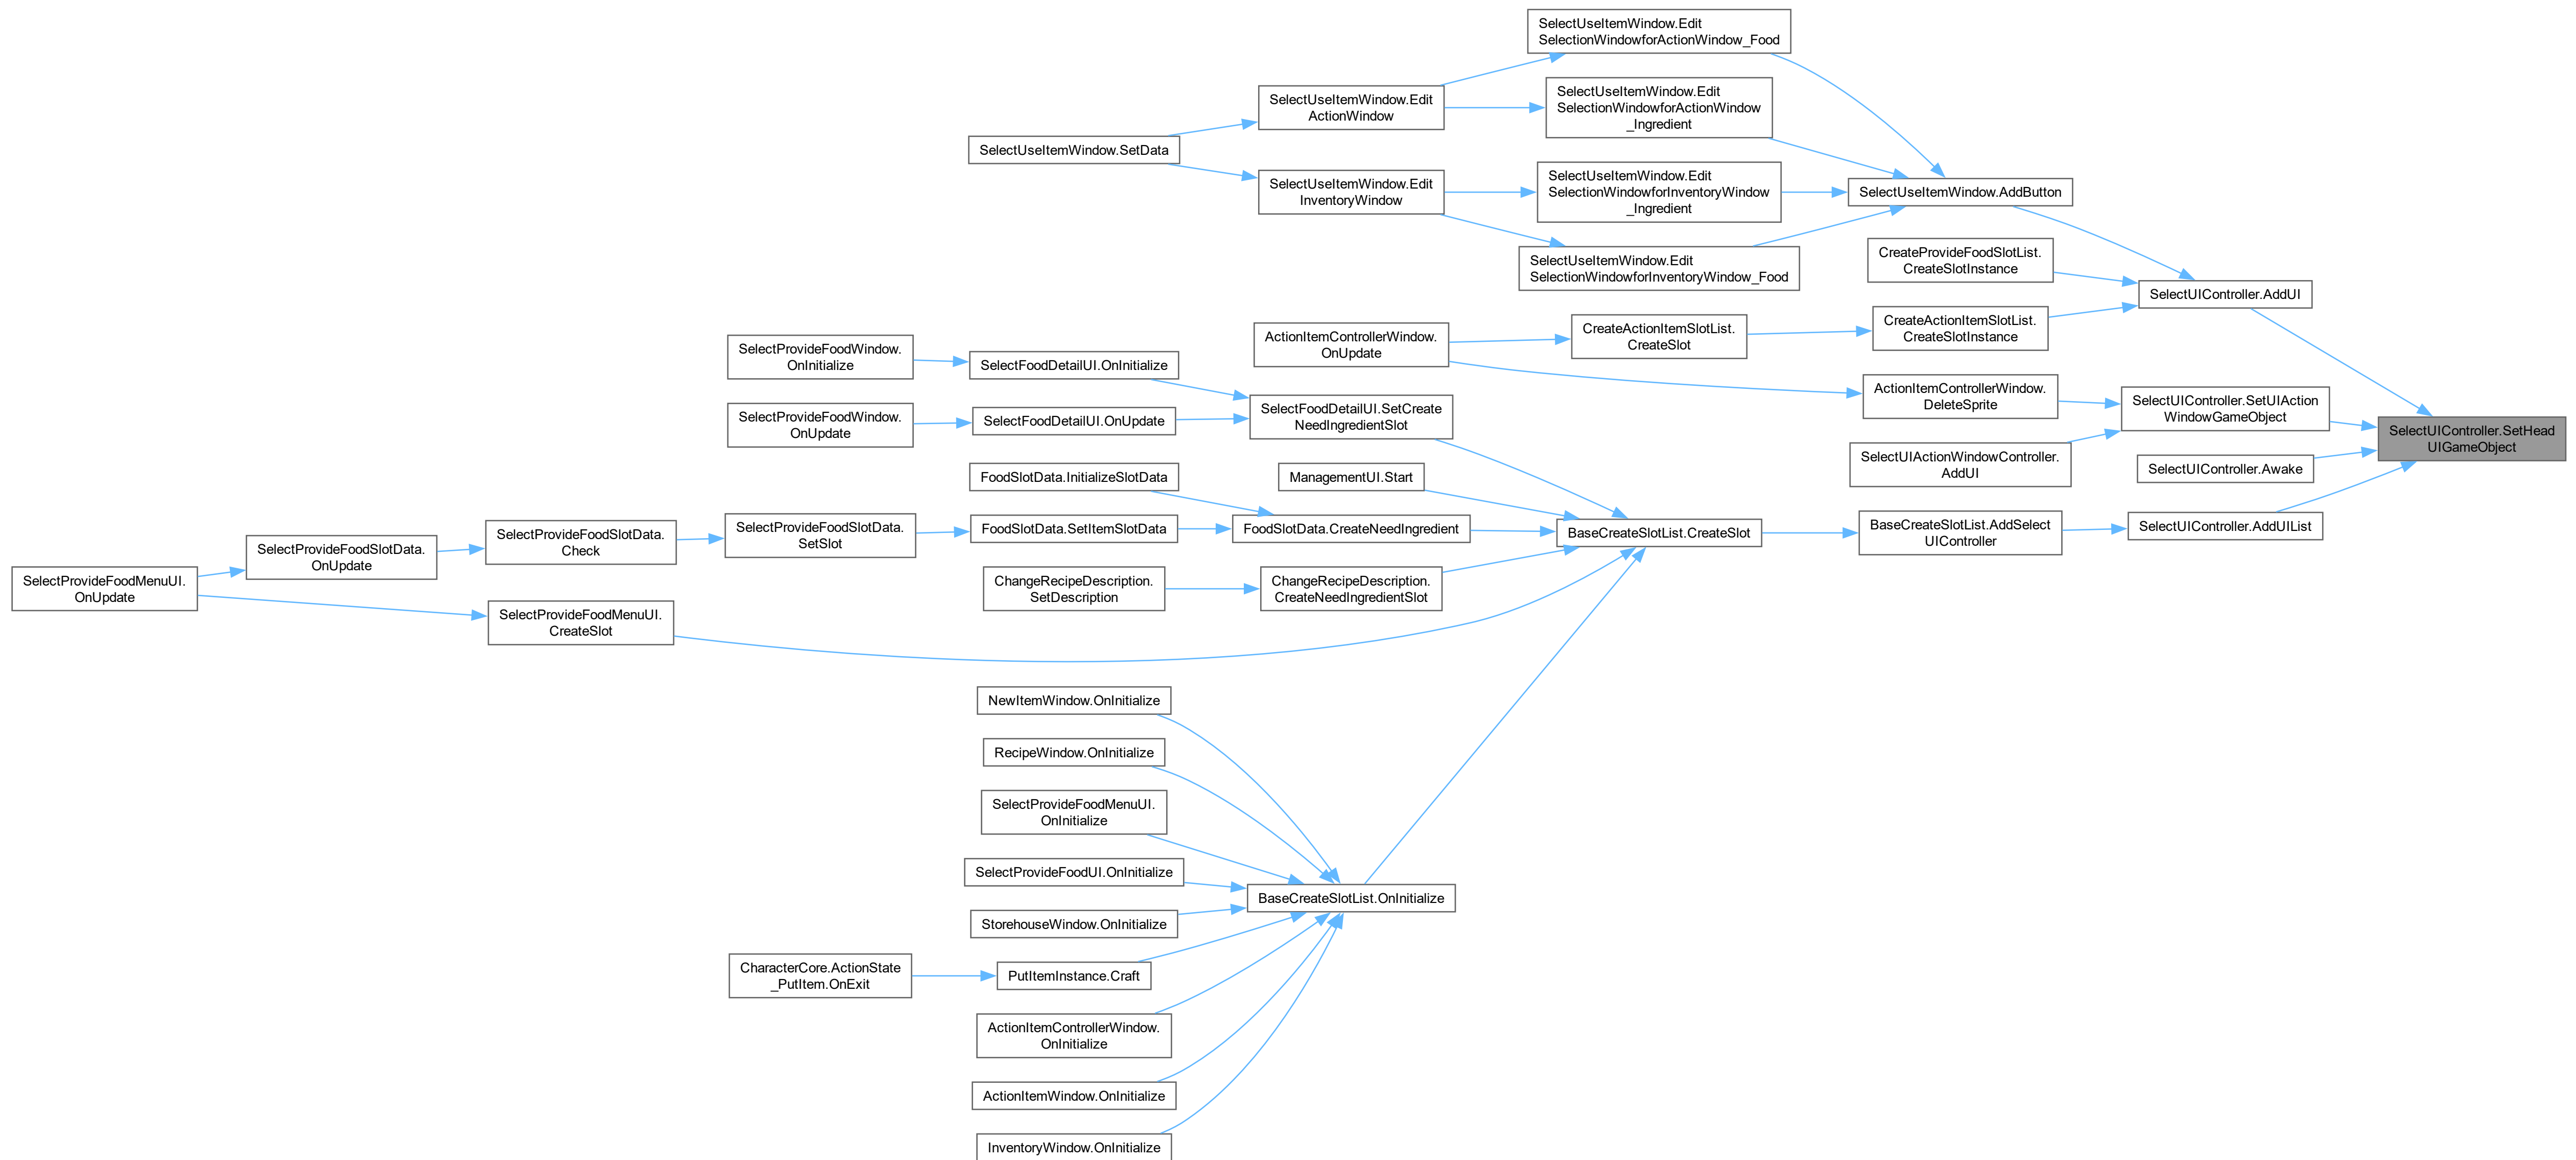 SelectUseItemWindow.Edit
SelectionWindowforActionWindow_Food
SelectUseItemWindow.Edit
SelectionWindowforActionWindow
_Ingredient
SelectUseItemWindow.Edit
ActionWindow
SelectUseItemWindow.SetData
SelectUseItemWindow.Edit
InventoryWindow
SelectUseItemWindow.Edit
SelectionWindowforInventoryWindow
_Ingredient
SelectUseItemWindow.AddButton
SelectUseItemWindow.Edit
SelectionWindowforInventoryWindow_Food
CreateProvideFoodSlotList.
CreateSlotInstance
SelectUIController.AddUI
CreateActionItemSlotList.
CreateSlotInstance
CreateActionItemSlotList.
CreateSlot
ActionItemControllerWindow.
OnUpdate
SelectProvideFoodWindow.
OnInitialize
SelectFoodDetailUI.OnInitialize
ActionItemControllerWindow.
DeleteSprite
SelectUIController.SetUIAction
WindowGameObject
SelectFoodDetailUI.SetCreate
NeedIngredientSlot
SelectProvideFoodWindow.
OnUpdate
SelectFoodDetailUI.OnUpdate
SelectUIController.SetHead
UIGameObject
SelectUIActionWindowController.
AddUI
SelectUIController.Awake
FoodSlotData.InitializeSlotData
ManagementUI.Start
SelectProvideFoodMenuUI.
OnUpdate
SelectProvideFoodSlotData.
OnUpdate
SelectProvideFoodSlotData.
Check
SelectProvideFoodSlotData.
SetSlot
FoodSlotData.SetItemSlotData
FoodSlotData.CreateNeedIngredient
BaseCreateSlotList.CreateSlot
BaseCreateSlotList.AddSelect
UIController
SelectUIController.AddUIList
ChangeRecipeDescription.
SetDescription
ChangeRecipeDescription.
CreateNeedIngredientSlot
SelectProvideFoodMenuUI.
CreateSlot
NewItemWindow.OnInitialize
RecipeWindow.OnInitialize
SelectProvideFoodMenuUI.
OnInitialize
SelectProvideFoodUI.OnInitialize
BaseCreateSlotList.OnInitialize
StorehouseWindow.OnInitialize
CharacterCore.ActionState
_PutItem.OnExit
PutItemInstance.Craft
ActionItemControllerWindow.
OnInitialize
ActionItemWindow.OnInitialize
InventoryWindow.OnInitialize